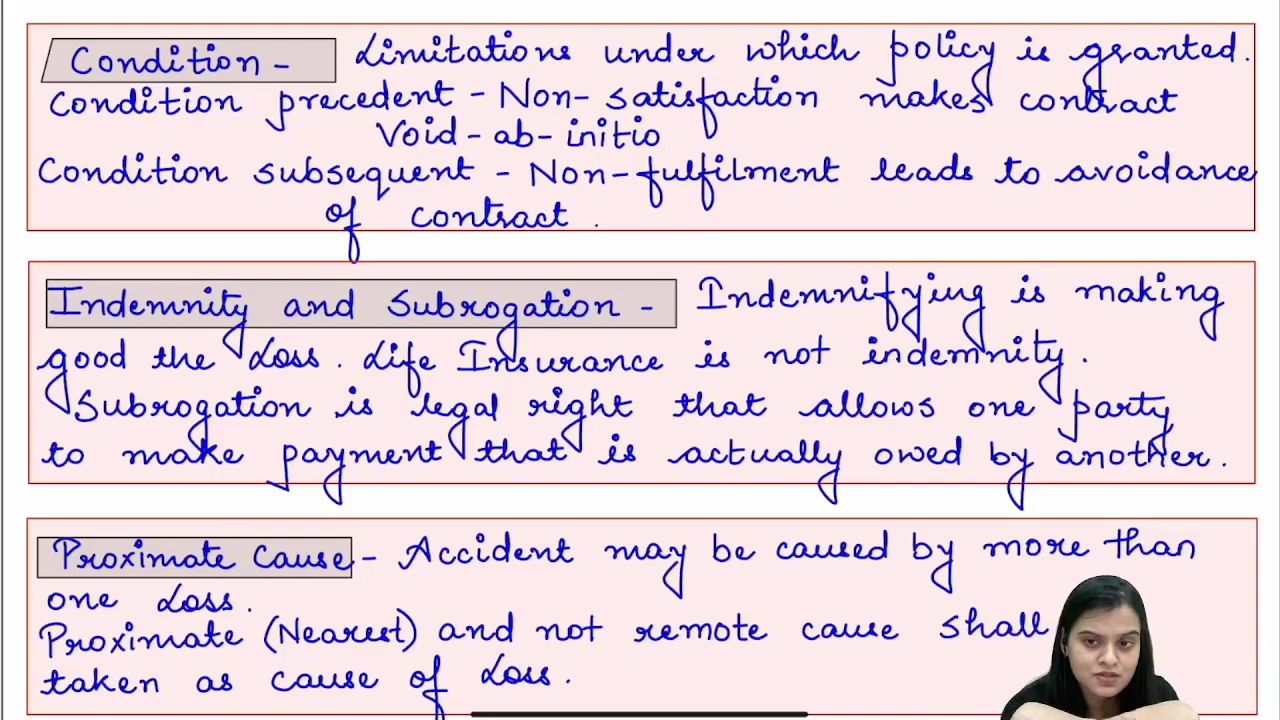 Condition - Limitations under which policy is granted.
Condition precedent - Non-satisfaction makes contract
Void-ab-initio
Condition subsequent - Non-fulfilment leads to avoidance
of contract.
Indemnity and Subrogation - Indemnifying is making
good the Loss. Life Insurance is not indemnity.
Subrogation is legal right that allows one party
to make payment that is actually owed by another.
Proximate Cause - Accident may be caused by more than
one Loss.
Proximate (Nearest) and not remote cause shall
taken as cause of Loss.